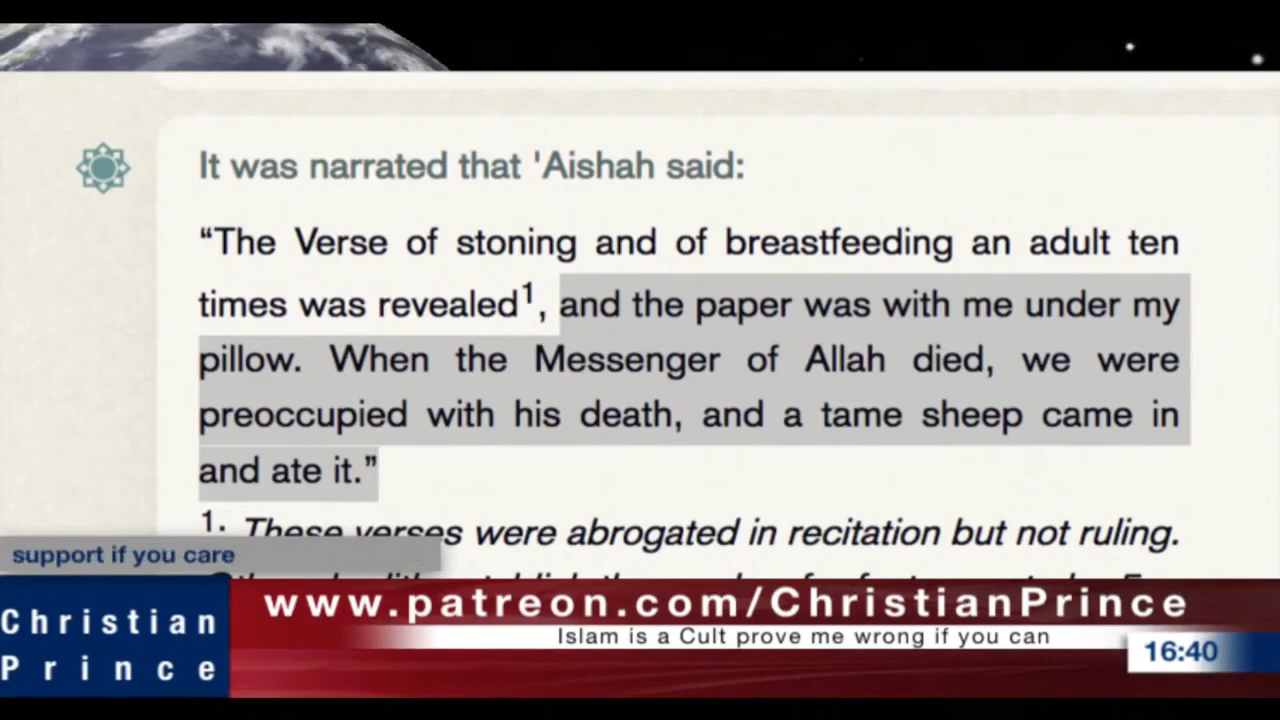 It was narrated that 'Aishah said:
“The Verse of stoning and of breastfeeding an adult ten
times was revealed¹, and the paper was with me under my
pillow. When the Messenger of Allah died, we were
preoccupied with his death, and a tame sheep came in
and ate it.”
1. These verses were abrogated in recitation but not ruling.
support if you care
Christian
Prince
www.patreon.com/ChristianPrince
Islam is a Cult prove me wrong if you can
16:40